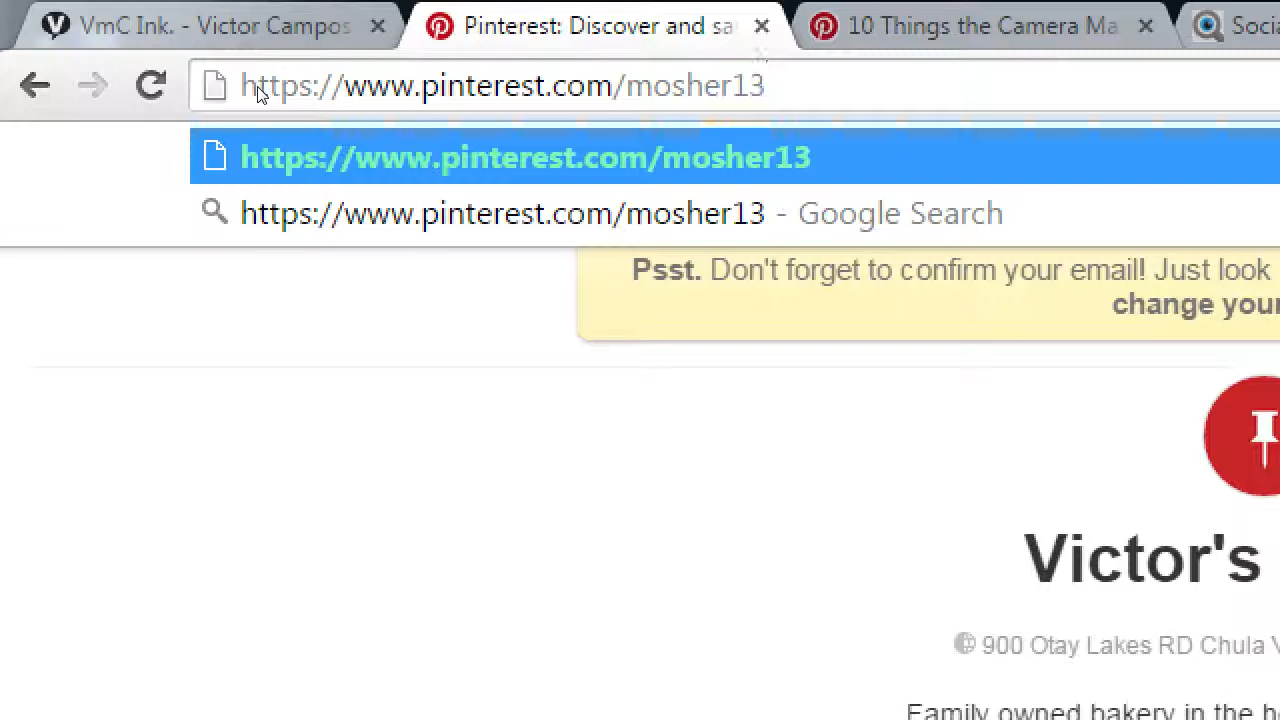 VmC Ink. - Victor Campos
Pinterest: Discover and sa
10 Things the Camera Ma
Soci
https://www.pinterest.com/mosher13
https://www.pinterest.com/mosher13
https://www.pinterest.com/mosher13 - Google Search
Psst. Don't forget to confirm your email! Just look
change your
Victor's
900 Otay Lakes RD Chula V
Family owned bakery in the he